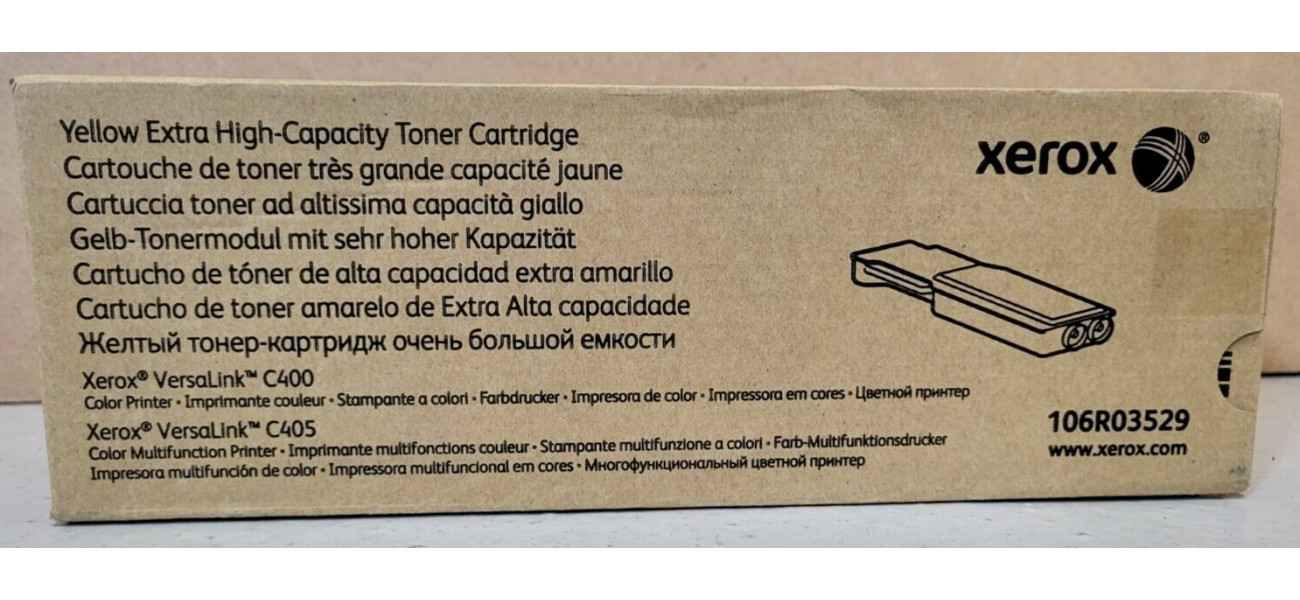 Yellow Extra High-Capacity Toner Cartridge
Cartouche de toner très grande capacité jaune
Cartuccia toner ad altissima capacità giallo
Gelb-Tonermodul mit sehr hoher Kapazität
Cartucho de tóner de alta capacidad extra amarillo
Cartucho de toner amarelo de Extra Alta capacidade
Желтый тонер-картридж очень большой емкости
Xerox® VersaLink™ C400
Color Printer • Imprimante couleur • Stampante a colori • Farbdrucker • Impresora de color • Impressora em cores • Цветной принтер
Xerox® VersaLink™ C405
Color Multifunction Printer • Imprimante multifonctions couleur • Stampante multifunzione a colori • Farb-Multifunktionsdrucker
Impresora multifunción de color • Impressora multifuncional em cores • Многофункциональный цветной принтер
xerox ®
106R03529
www.xerox.com